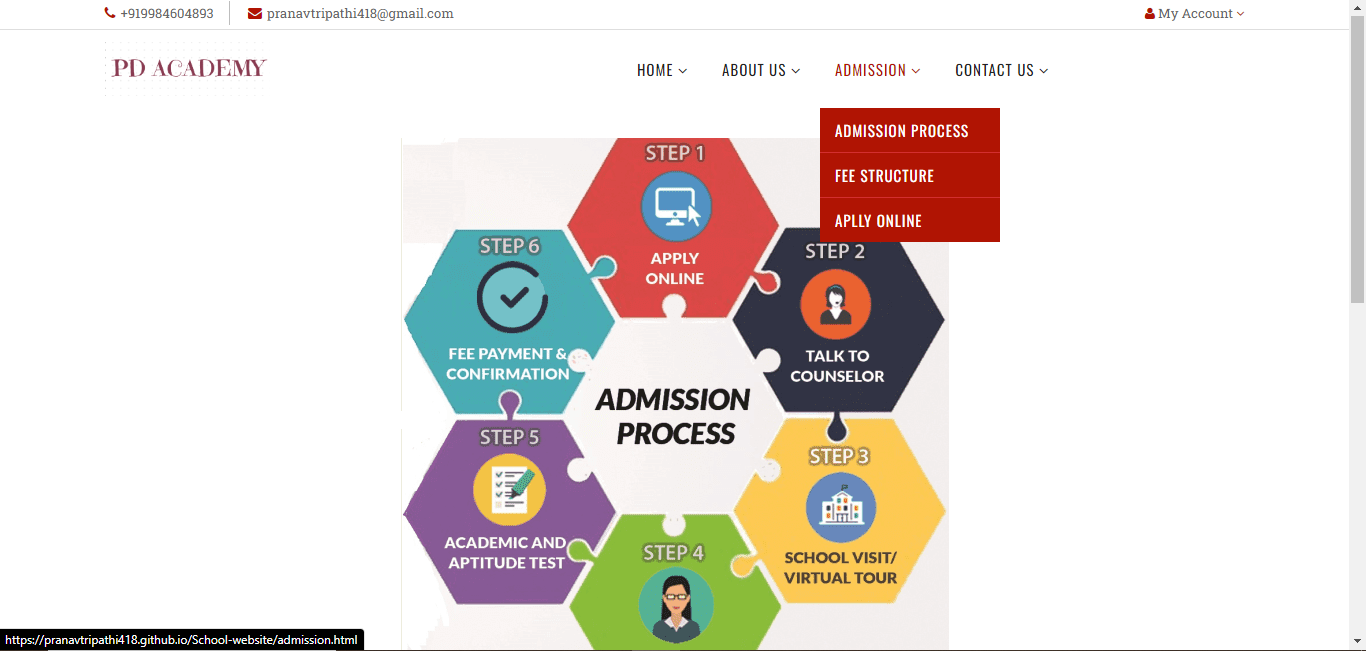 +919984604893
pranavtripathi418@gmail.com
My Account
PD ACADEMY
HOME
ABOUT US
ADMISSION
CONTACT US
ADMISSION PROCESS
FEE STRUCTURE
APLLY ONLINE
STEP 1
APPLY
ONLINE
STEP 2
TALK TO
COUNSELOR
STEP 3
SCHOOL VISIT/
VIRTUAL TOUR
STEP 4
STEP 5
ACADEMIC AND
APTITUDE TEST
STEP 6
FEE PAYMENT &
CONFIRMATION
ADMISSION
PROCESS
https://pranavtripathi418.github.io/School-website/admission.html